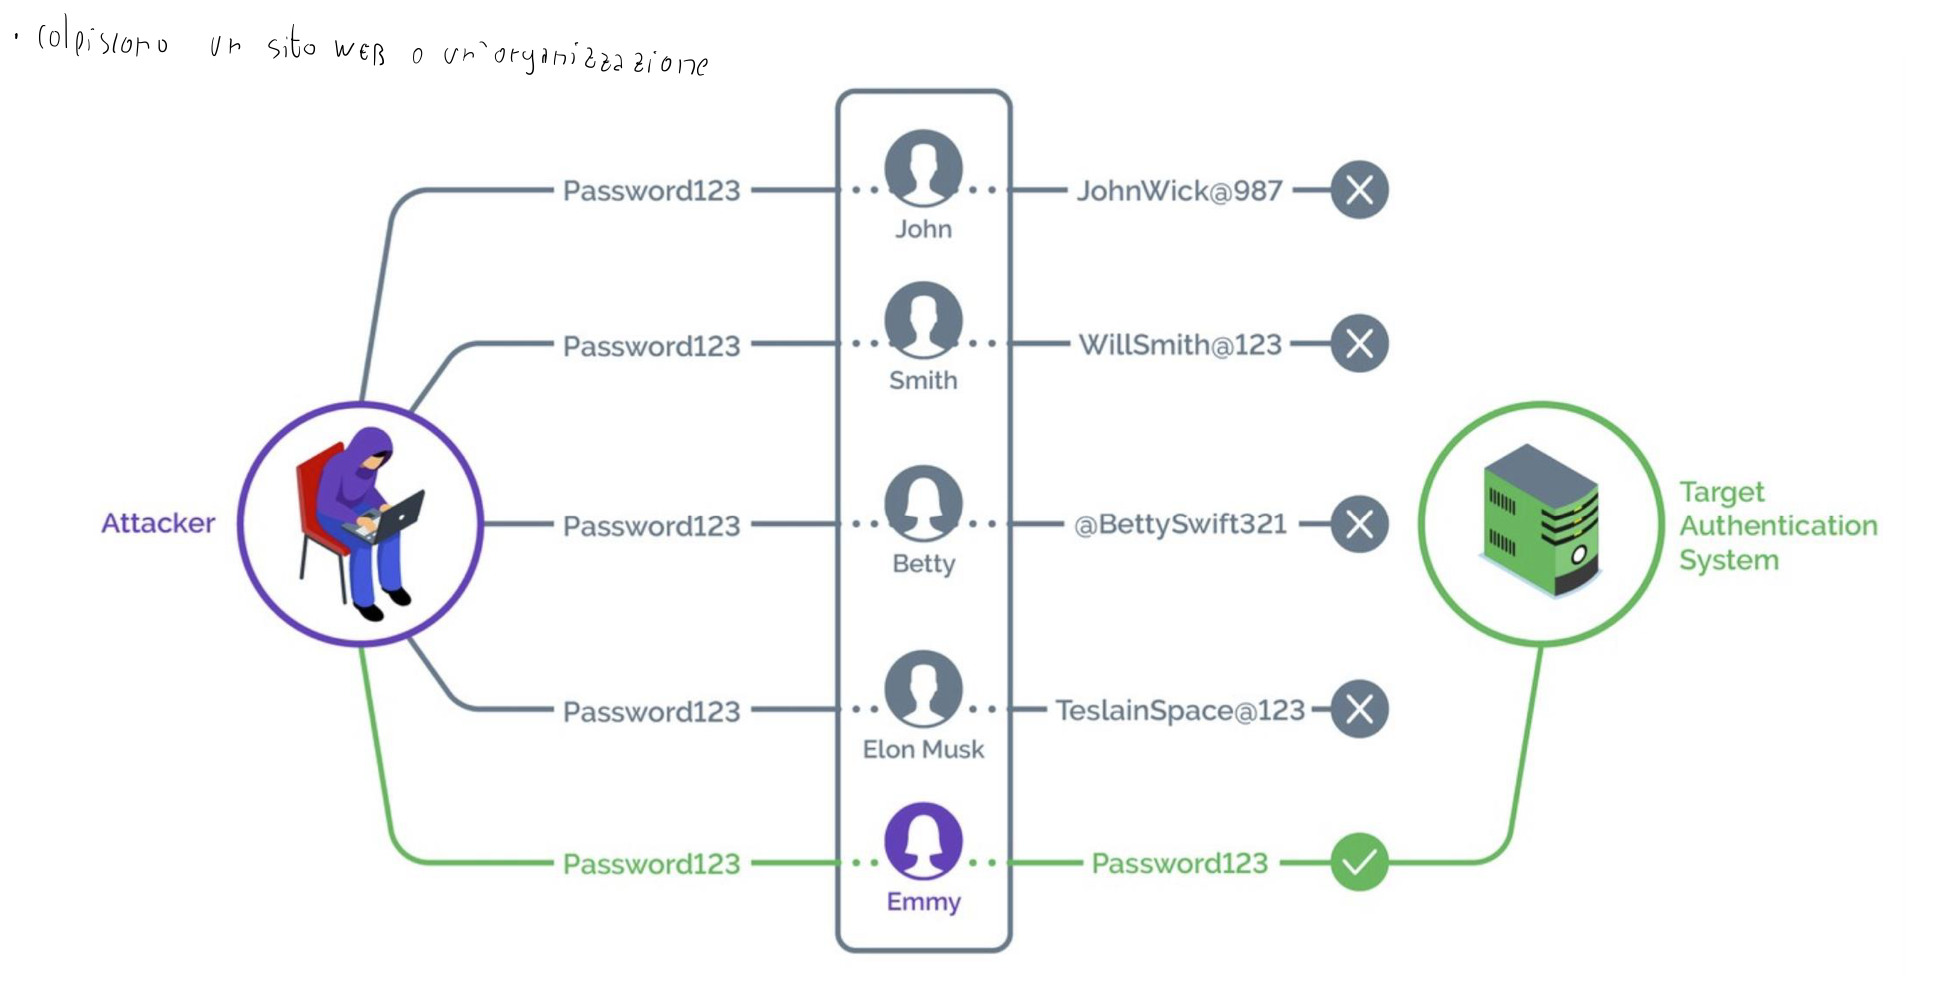 · colpiscono un sito WEB o un'organizzazione
Password123 John JohnWick@987
Password123 Smith WillSmith@123
Attacker
Password123 Betty @BettySwift321
Target
Authentication
System
Password123 Elon Musk TeslainSpace@123
Password123 Emmy Password123